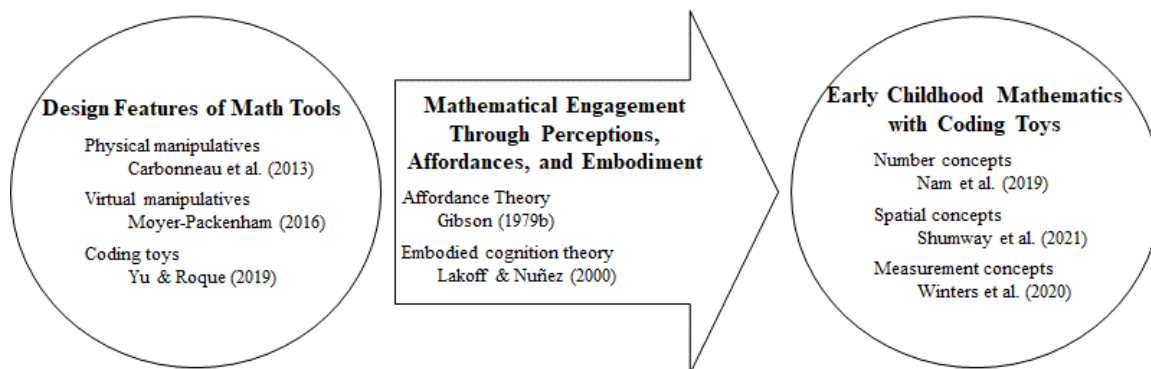 Design Features of Math Tools
Physical manipulatives
Carbonneau et al. (2013)
Virtual manipulatives
Moyer-Packenham (2016)
Coding toys
Yu & Roque (2019)
Mathematical Engagement
Through Perceptions,
Affordances, and Embodiment
Affordance Theory
Gibson (1979b)
Embodied cognition theory
Lakoff & Nuñez (2000)
Early Childhood Mathematics
with Coding Toys
Number concepts
Nam et al. (2019)
Spatial concepts
Shumway et al. (2021)
Measurement concepts
Winters et al. (2020)